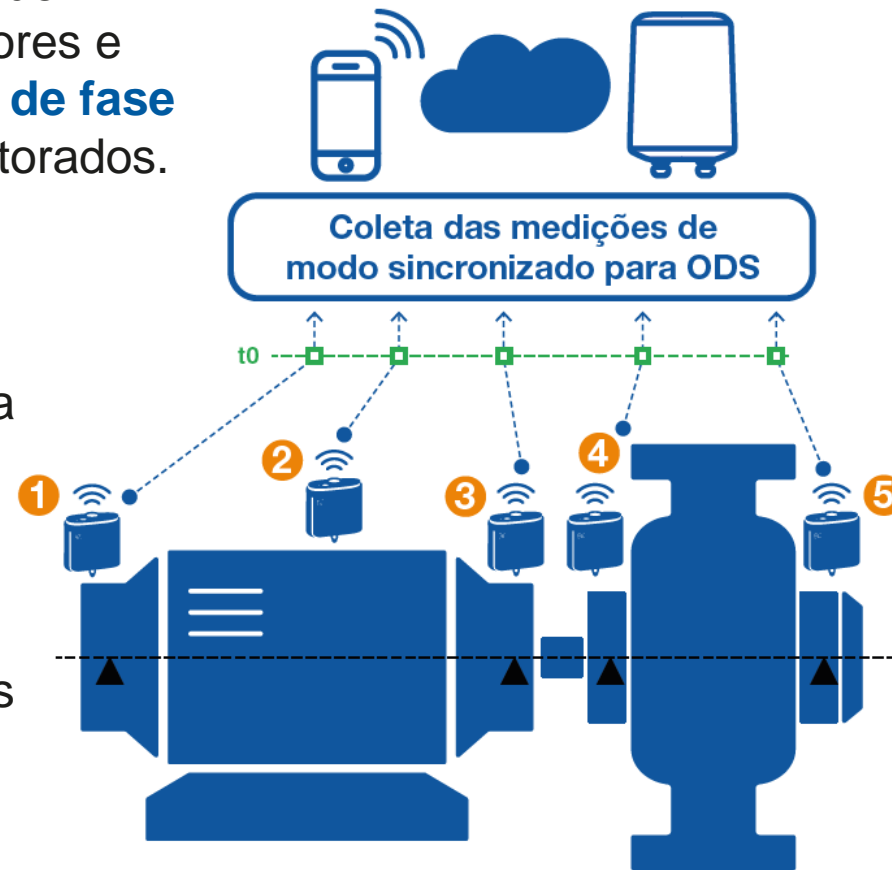 ores e
de fase
torados.
Coleta das medições de
modo sincronizado para ODS
t0
a
1
2
3
4
5
s